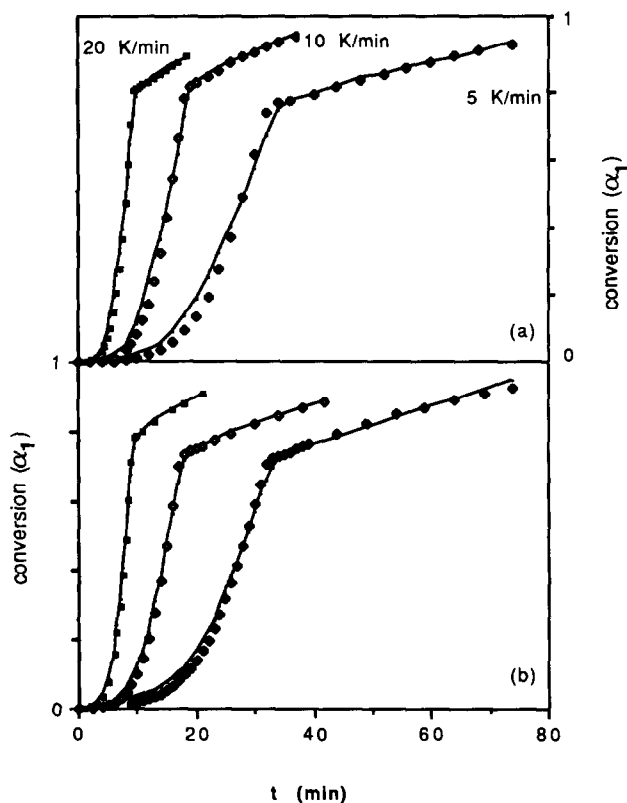 1
20 K/min
10 K/min
5 K/min
conversion (α1)
(a)
0
1
conversion (α1)
(b)
0
0
20
40
60
80
t (min)